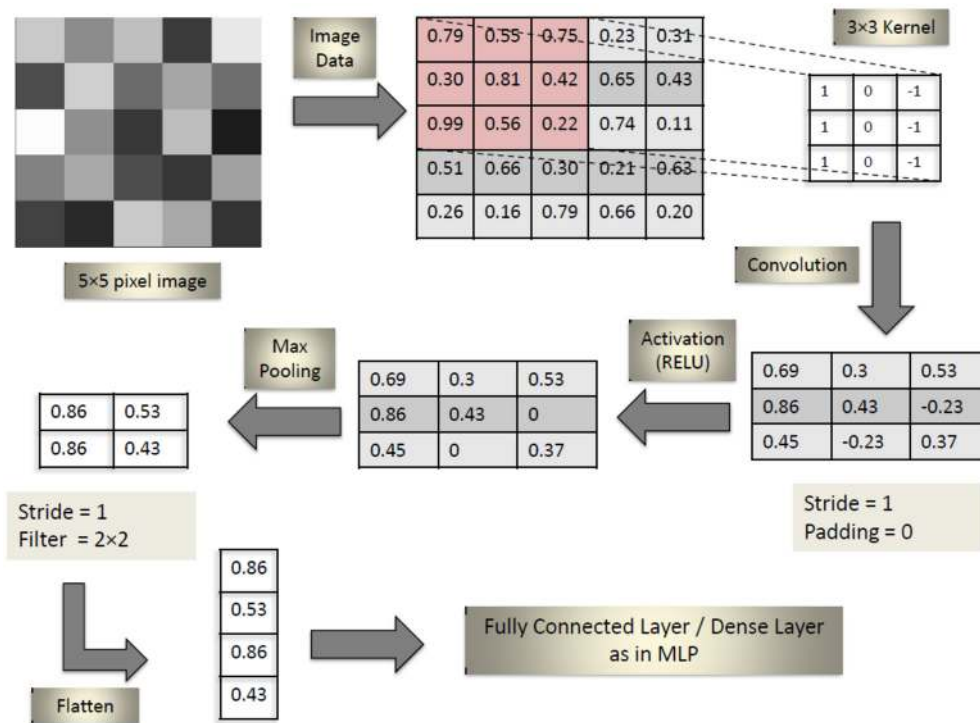 Image
Data
0.79 0.55 0.75 0.23 0.31
0.30 0.81 0.42 0.65 0.43
0.99 0.56 0.22 0.74 0.11
0.51 0.66 0.30 0.21 0.63
0.26 0.16 0.79 0.66 0.20
3×3 Kernel
1 0 -1
1 0 -1
1 0 -1
5×5 pixel image
Convolution
Max
Pooling
Activation
(RELU)
0.86 0.53
0.86 0.43
0.69 0.3 0.53
0.86 0.43 0
0.45 0 0.37
0.69 0.3 0.53
0.86 0.43 -0.23
0.45 -0.23 0.37
Stride = 1
Filter = 2×2
Stride = 1
Padding = 0
0.86
0.53
0.86
0.43
Flatten
Fully Connected Layer / Dense Layer
as in MLP